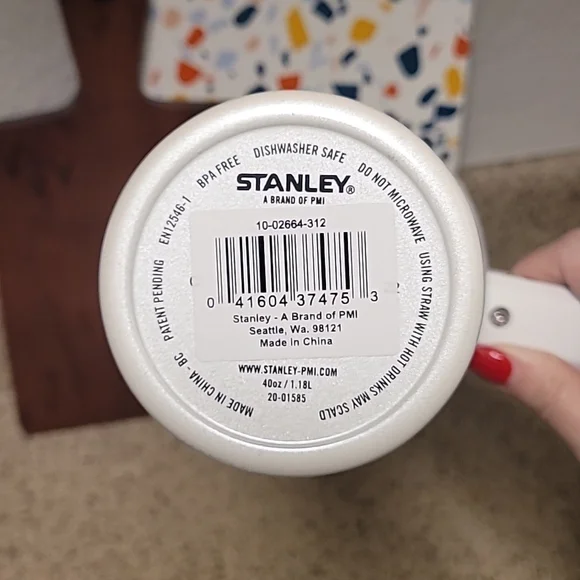 EN12546-1 BPA FREE DISHWASHER SAFE DO NOT MICROWAVE USING STRAW WITH HOT DRINKS MAY SCALD
STANLEY®
A BRAND OF PMI
10-02664-312
0 41604 37475 3
Stanley - A Brand of PMI
Seattle, Wa. 98121
Made in China
WWW.STANLEY-PMI.COM
40oz / 1.18L
20-01585
MADE IN CHINA - BC PATENT PENDING